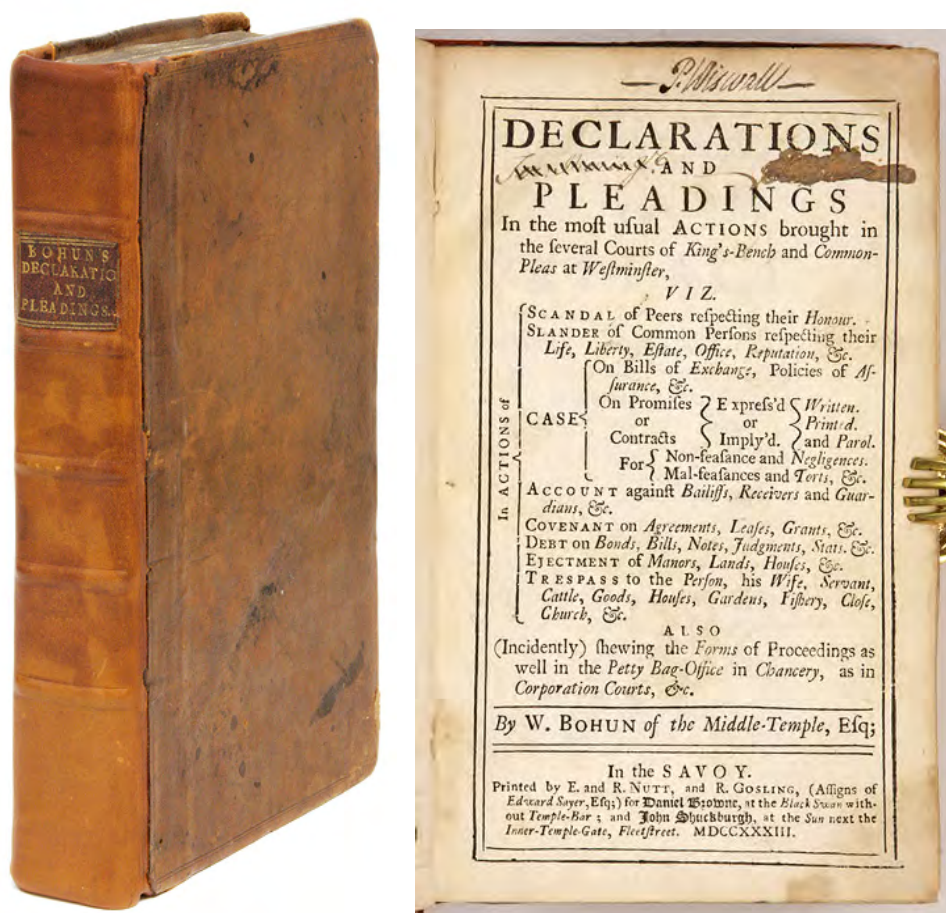 BOHUN'S
DECLARATIO
AND
PLEADINGS.
P. Wiswall
DECLARATIONS
AND
PLEADINGS
In the moſt uſual ACTIONS brought in
the ſeveral Courts of King's-Bench and Common-
Pleas at Weſtminſter,
VIZ.
In ACTIONS of
SCANDAL of Peers reſpecting their Honour.
SLANDER of Common Perſons reſpecting their
Life, Liberty, Eſtate, Office, Reputation, &c.
CASE
On Bills of Exchange, Policies of Aſ-
ſurance, &c.
On Promiſes Expreſs'd Written.
or or Printed.
Contracts Imply'd. and Parol.
For Non-feaſance and Negligences.
Mal-feaſances and Torts, &c.
ACCOUNT againſt Bailiffs, Receivers and Guar-
dians, &c.
COVENANT on Agreements, Leaſes, Grants, &c.
DEBT on Bonds, Bills, Notes, Judgments, Stats. &c.
EJECTMENT of Manors, Lands, Houſes, &c.
TRESPASS to the Perſon, his Wife, Servant,
Cattle, Goods, Houſes, Gardens, Fiſhery, Cloſe,
Church, &c.
ALSO
(Incidently) ſhewing the Forms of Proceedings as
well in the Petty Bag-Office in Chancery, as in
Corporation Courts, &c.
By W. BOHUN of the Middle-Temple, Eſq;
In the SAVOY.
Printed by E. and R. NUTT, and R. GOSLING, (Aſſigns of
Edward Sayer, Eſq;) for Daniel Browne, at the Black Swan with-
out Temple-Bar; and John Shuckburgh, at the Sun next the
Inner-Temple-Gate, Fleetſtreet. MDCCXXXIII.